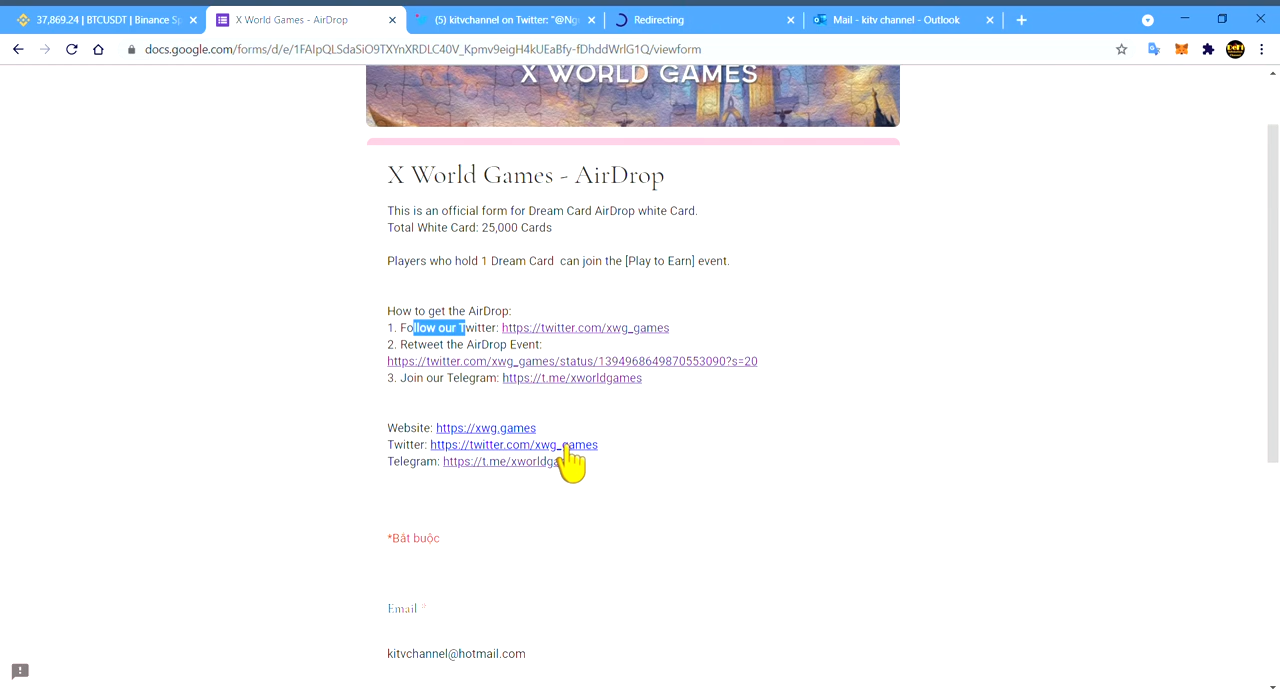 37,869.24 | BTCUSDT | Binance Sp
X World Games - AirDrop
(5) kitvchannel on Twitter: "@Ng
Redirecting
Mail - kitv channel - Outlook
docs.google.com/forms/d/e/1FAIpQLSdaSiO9TXYnXRDLC40V_Kpmv9eigH4kUEaBfy-fDhddWrlG1Q/viewform
X WORLD GAMES
X World Games - AirDrop
This is an official form for Dream Card AirDrop white Card.
Total White Card: 25,000 Cards
Players who hold 1 Dream Card can join the [Play to Earn] event.
How to get the AirDrop:
1. Follow our Twitter: https://twitter.com/xwg_games
2. Retweet the AirDrop Event:
https://twitter.com/xwg_games/status/1394968649870553090?s=20
3. Join our Telegram: https://t.me/xworldgames
Website: https://xwg.games
Twitter: https://twitter.com/xwg_games
Telegram: https://t.me/xworldga
*Bắt buộc
Email *
kitvchannel@hotmail.com